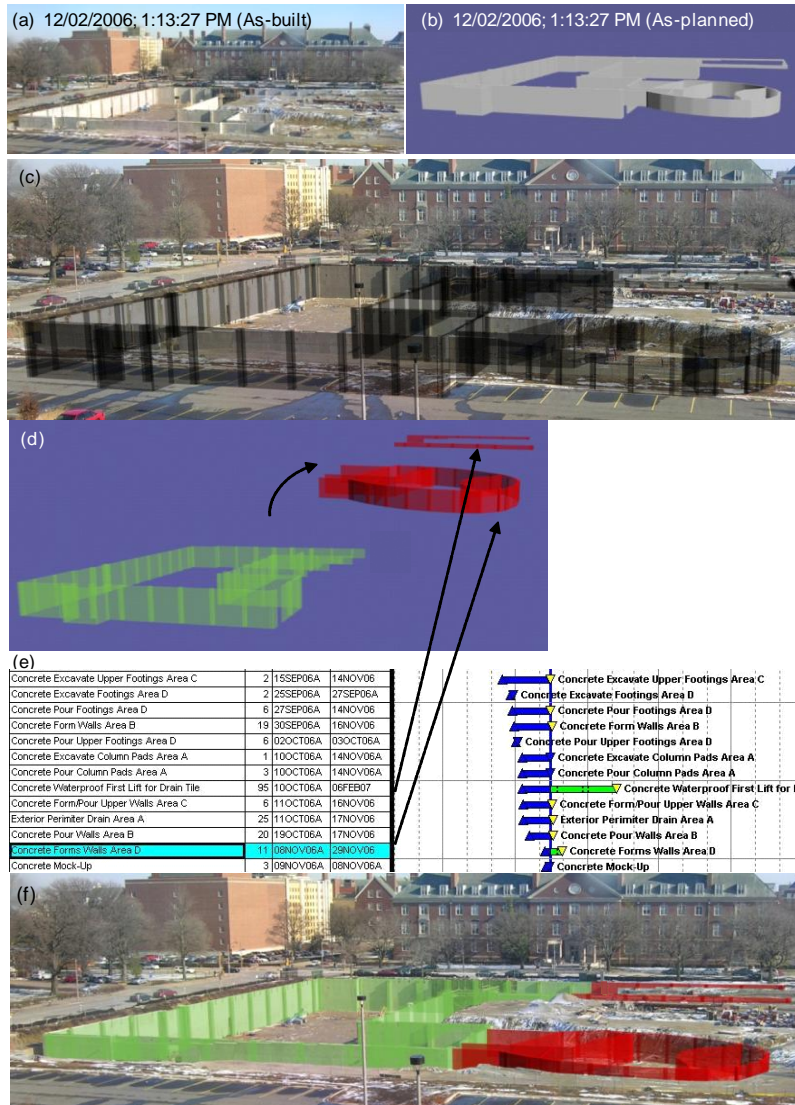 (a) 12/02/2006; 1:13:27 PM (As-built)
(b) 12/02/2006; 1:13:27 PM (As-planned)
(c)
(d)
(e)
Concrete Excavate Upper Footings Area C 2 15SEP06A 14NOV06 Concrete Excavate Upper Footings Area C
Concrete Excavate Footings Area D 2 25SEP06A 27SEP06A Concrete Excavate Footings Area D
Concrete Pour Footings Area D 6 27SEP06A 14NOV06 Concrete Pour Footings Area D
Concrete Form Walls Area B 19 30SEP06A 16NOV06 Concrete Form Walls Area B
Concrete Pour Upper Footings Area D 6 02OCT06A 03OCT06A Concrete Pour Upper Footings Area D
Concrete Excavate Column Pads Area A 1 10OCT06A 14NOV06A Concrete Excavate Column Pads Area A
Concrete Pour Column Pads Area A 3 10OCT06A 14NOV06A Concrete Pour Column Pads Area A
Concrete Waterproof First Lift for Drain Tile 95 10OCT06A 06FEB07 Concrete Waterproof First Lift for
Concrete Form/Pour Upper Walls Area C 6 11OCT06A 16NOV06 Concrete Form/Pour Upper Walls Area C
Exterior Perimiter Drain Area A 25 11OCT06A 17NOV06 Exterior Perimiter Drain Area A
Concrete Pour Walls Area B 20 19OCT06A 17NOV06 Concrete Pour Walls Area B
Concrete Forms Walls Area D 11 08NOV06A 29NOV06 Concrete Forms Walls Area D
Concrete Mock-Up 3 09NOV06A 08NOV06A Concrete Mock-Up
(f)